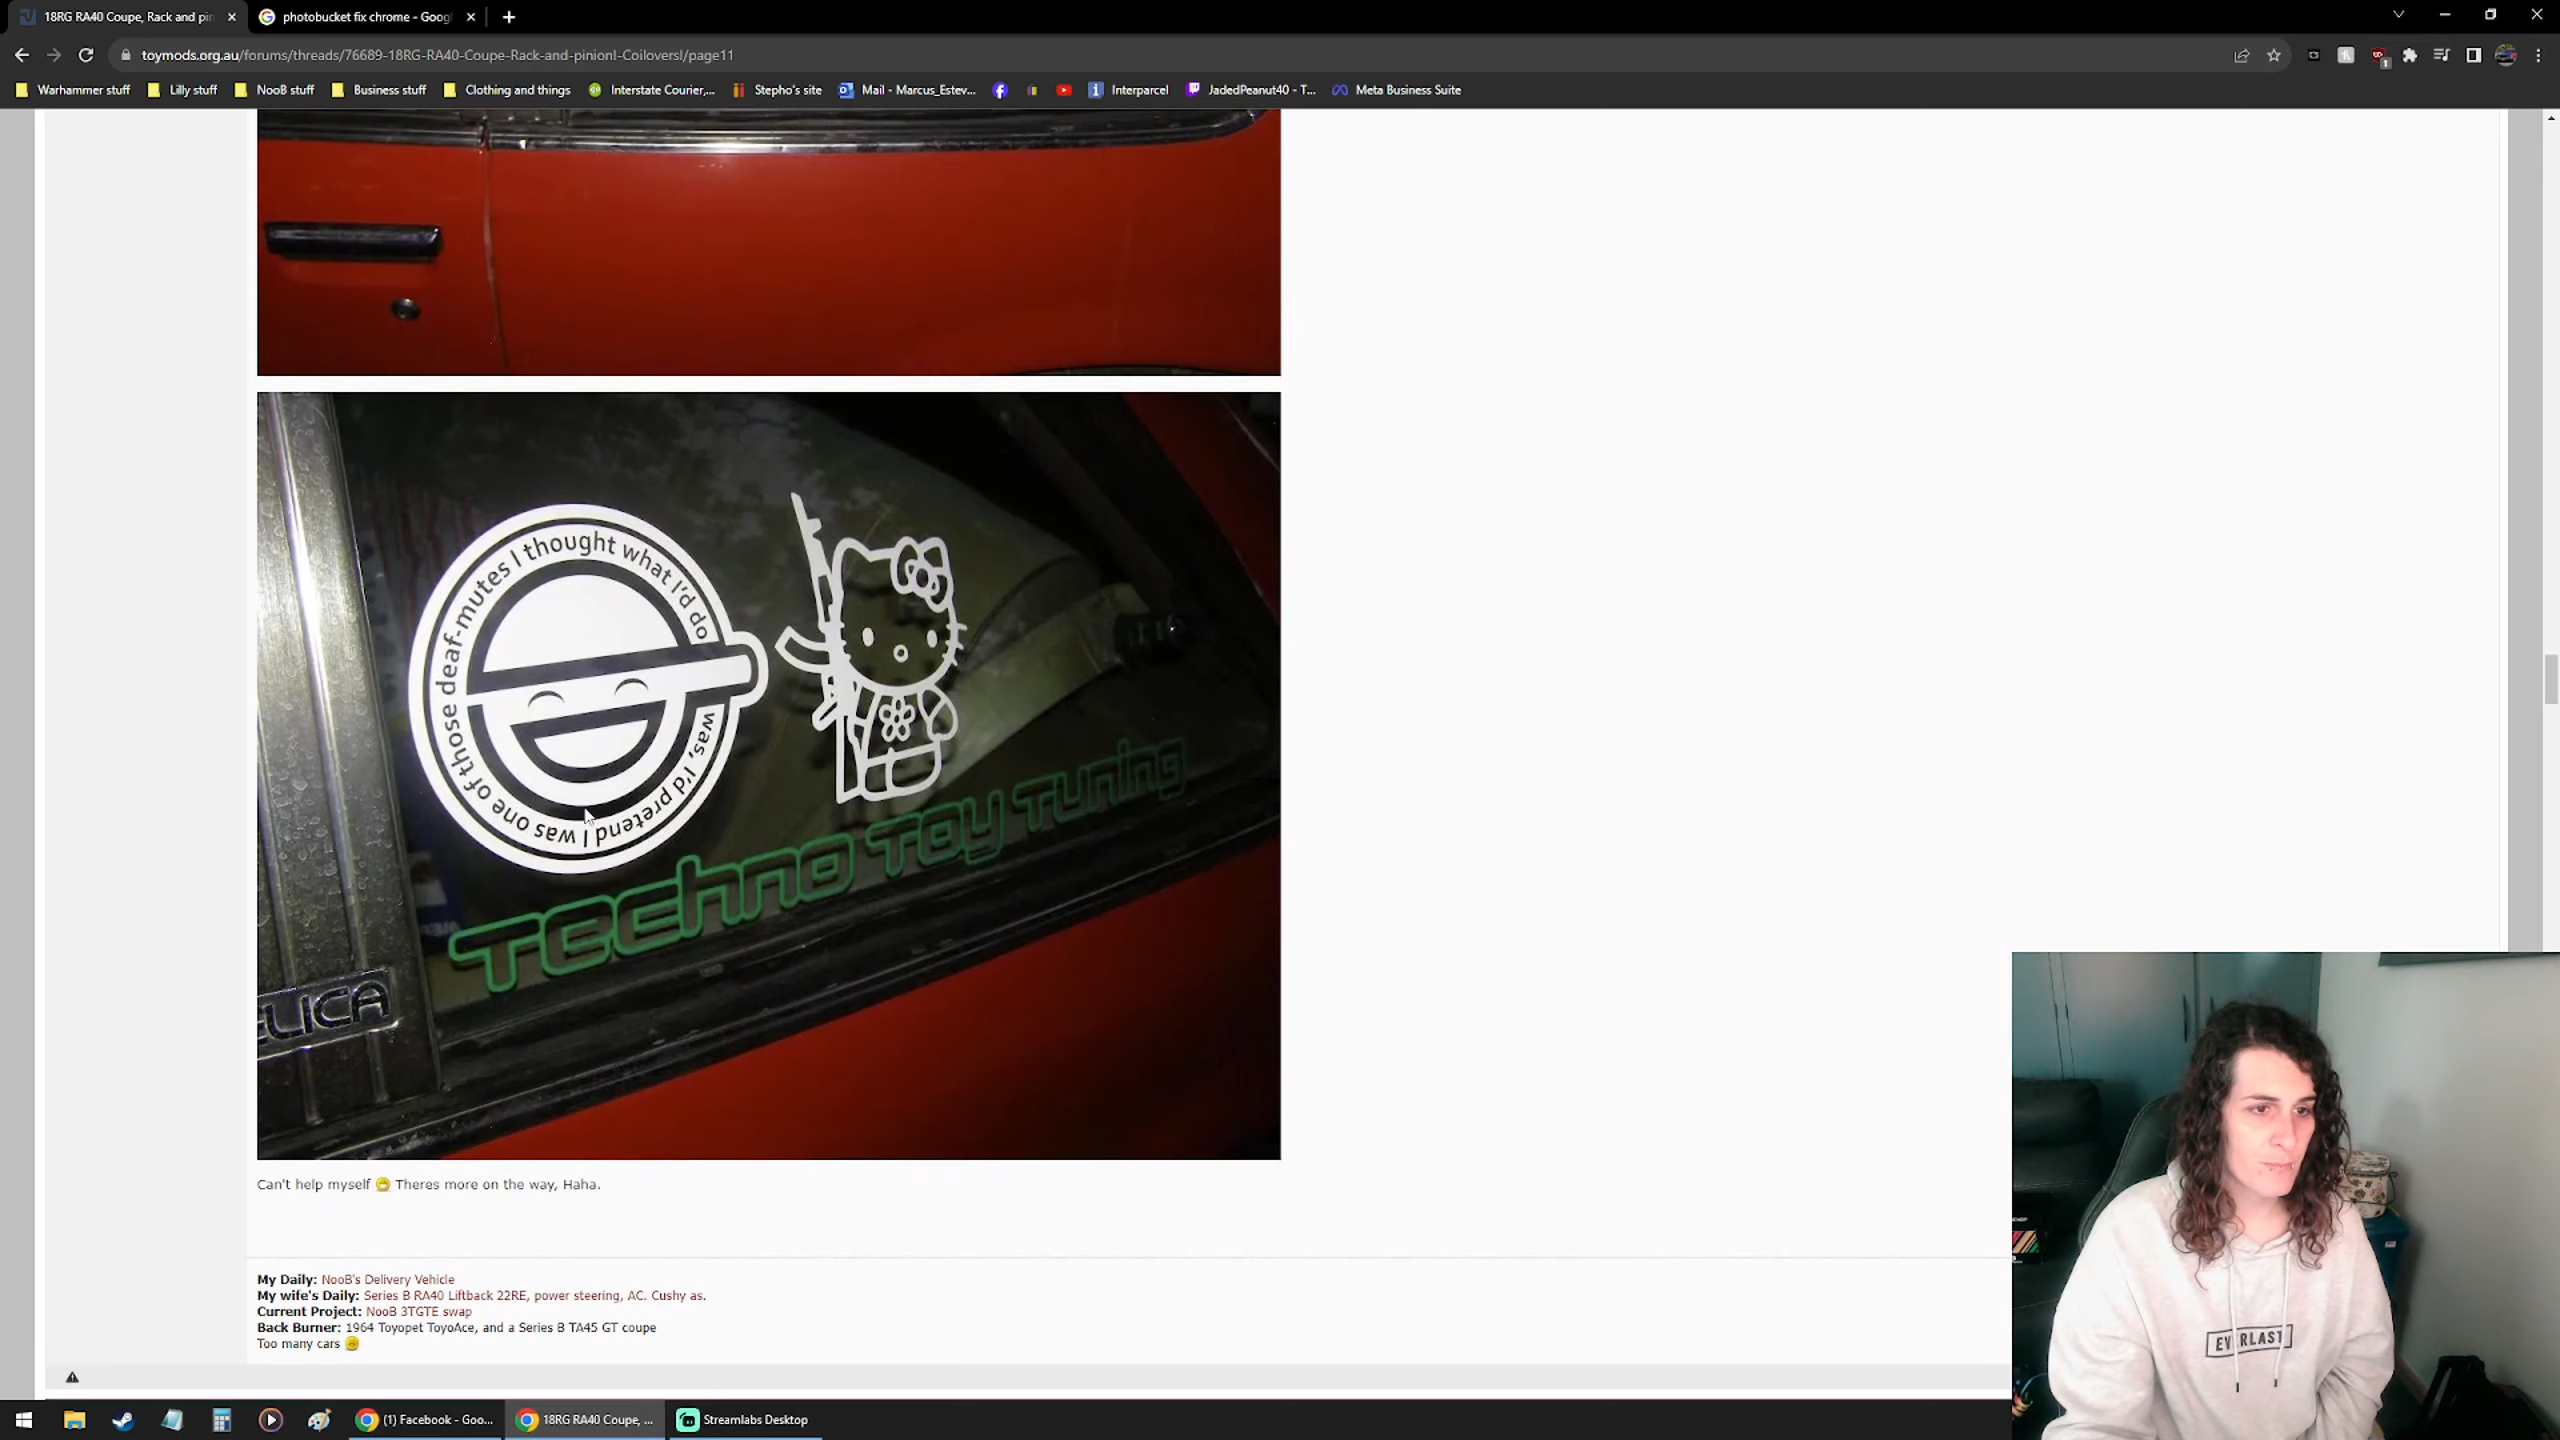 18RG RA40 Coupe, Rack and pin
photobucket fix chrome - Goog
toymods.org.au/forums/threads/76689-18RG-RA40-Coupe-Rack-and-pinionI-CoiloversI/page11
Warhammer stuff
Lilly stuff
NooB stuff
Business stuff
Clothing and things
Interstate Courier,...
Stepho's site
Mail - Marcus_Estev...
Interparcel
JadedPeanut40 - T...
Meta Business Suite
I thought what I'd do was, I'd pretend I was one of those deaf-mutes
Techno Toy Tuning
ELICA
Can't help myself Theres more on the way, Haha.
My Daily: NooB's Delivery Vehicle
My wife's Daily: Series B RA40 Liftback 22RE, power steering, AC. Cushy as.
Current Project: NooB 3TGTE swap
Back Burner: 1964 Toyopet ToyoAce, and a Series B TA45 GT coupe
Too many cars
EVERLAST
(1) Facebook - Goo...
18RG RA40 Coupe, ...
Streamlabs Desktop